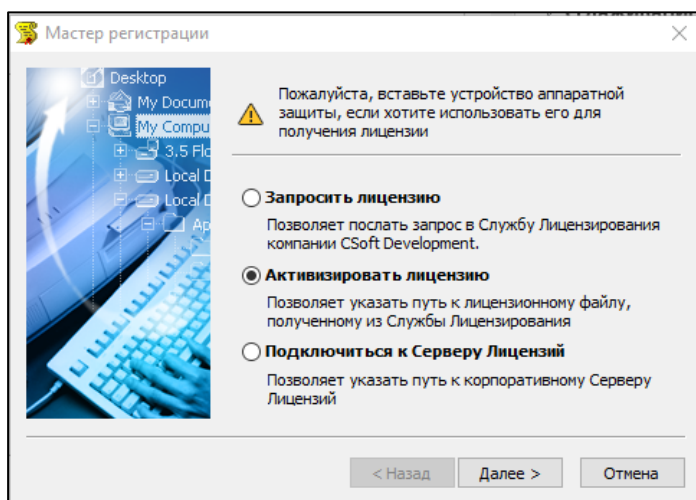 Мастер регистрации
Desktop
My Docum
My Compu
3.5 Flo
Local D
Local D
Ap
Пожалуйста, вставьте устройство аппаратной
защиты, если хотите использовать его для
получения лицензии
Запросить лицензию
Позволяет послать запрос в Службу Лицензирования
компании CSoft Development.
Активизировать лицензию
Позволяет указать путь к лицензионному файлу,
полученному из Службы Лицензирования
Подключиться к Серверу Лицензий
Позволяет указать путь к корпоративному Серверу
Лицензий
< Назад
Далее >
Отмена